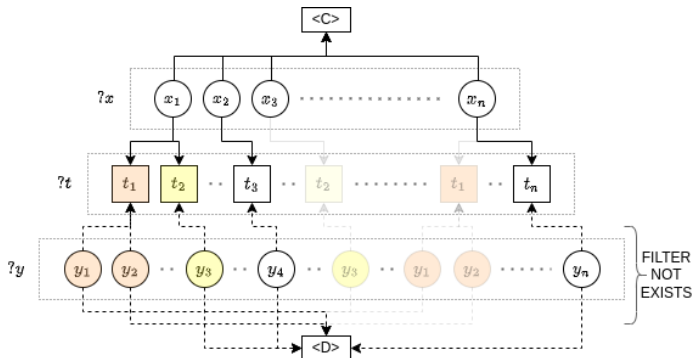 <C>
?x x₁ x₂ x₃ xₙ
?t t₁ t₂ t₃ t₂ t₁ tₙ
?y y₁ y₂ y₃ y₄ y₃ y₁ y₂ yₙ
FILTER
NOT
EXISTS
<D>